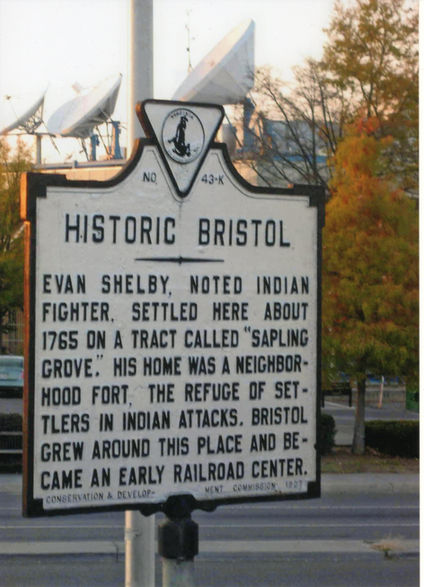 NO. 43-K
HISTORIC BRISTOL
EVAN SHELBY, NOTED INDIAN
FIGHTER, SETTLED HERE ABOUT
1765 ON A TRACT CALLED "SAPLING
GROVE." HIS HOME WAS A NEIGHBOR-
HOOD FORT, THE REFUGE OF SET-
TLERS IN INDIAN ATTACKS. BRISTOL
GREW AROUND THIS PLACE AND BE-
CAME AN EARLY RAILROAD CENTER.
CONSERVATION & DEVELOP- MENT COMMISSION